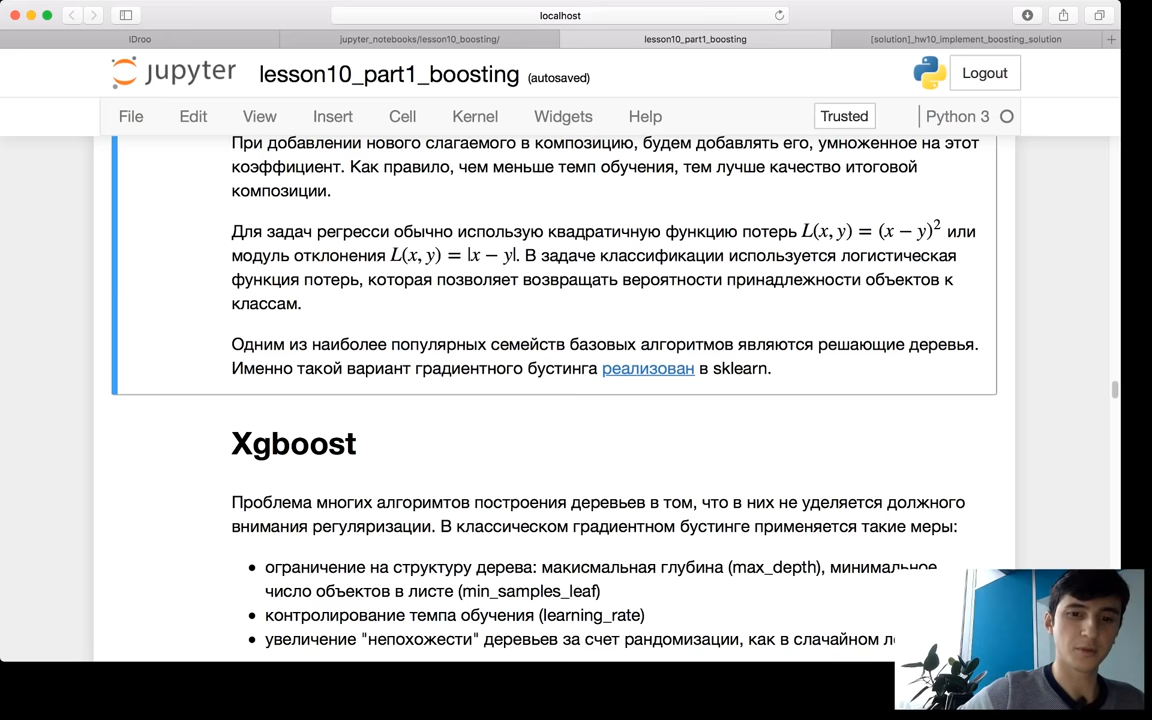 localhost
IDroo
jupyter_notebooks/lesson10_boosting/
lesson10_part1_boosting
[solution]_hw10_implement_boosting_solution
jupyter lesson10_part1_boosting (autosaved)
Logout
File Edit View Insert Cell Kernel Widgets Help
Trusted
Python 3
При добавлении нового слагаемого в композицию, будем добавлять его, умноженное на этот
коэффициент. Как правило, чем меньше темп обучения, тем лучше качество итоговой
композиции.
Для задач регресси обычно использую квадратичную функцию потерь L(x, y) = (x − y)² или
модуль отклонения L(x, y) = |x − y|. В задаче классификации используется логистическая
функция потерь, которая позволяет возвращать вероятности принадлежности объектов к
классам.
Одним из наиболее популярных семейств базовых алгоритмов являются решающие деревья.
Именно такой вариант градиентного бустинга реализован в sklearn.
Xgboost
Проблема многих алгоримтов построения деревьев в том, что в них не уделяется должного
внимания регуляризации. В классическом градиентном бустинге применяется такие меры:
ограничение на структуру дерева: макисмальная глубина (max_depth), минимальное
число объектов в листе (min_samples_leaf)
контролирование темпа обучения (learning_rate)
увеличение "непохожести" деревьев за счет рандомизации, как в слачайном